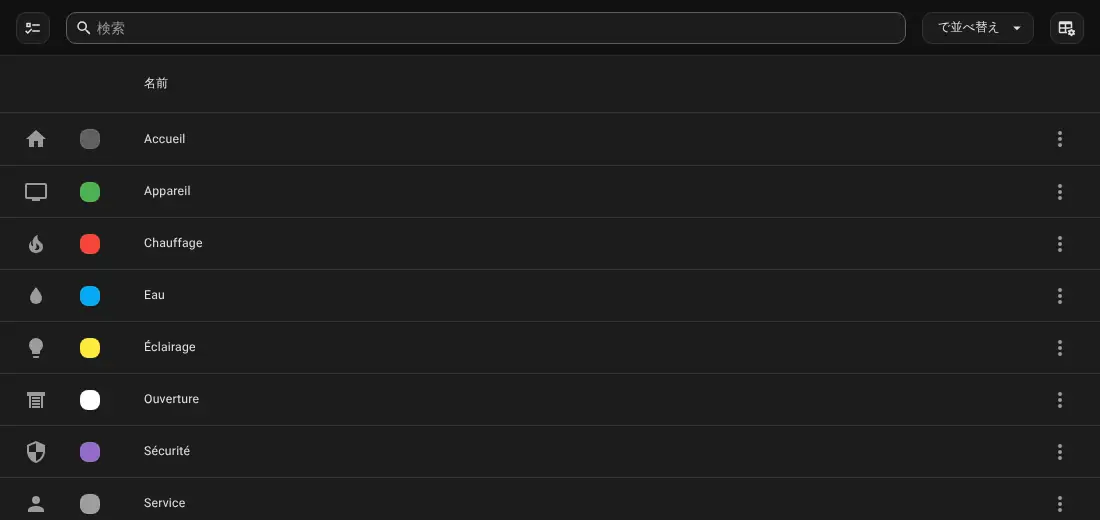 検索
で並べ替え
名前
Accueil
Appareil
Chauffage
Eau
Éclairage
Ouverture
Sécurité
Service